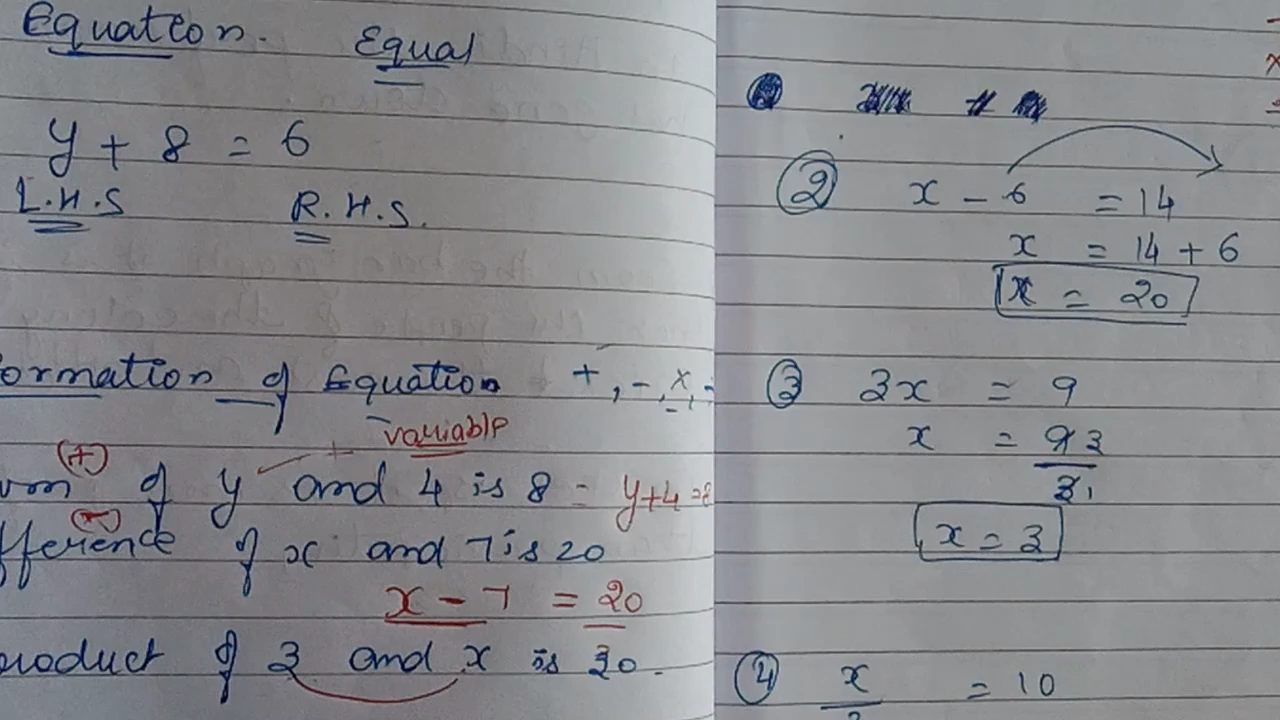 Equation. Equal
y + 8 = 6
L.H.S R.H.S.
ormation of Equation +, -, x,
variable
(+)
of y and 4 is 8 = y+4=8
(-)
fference of x and 7 is 20
x - 7 = 20
roduct of 3 and x is 30.
② x - 6 = 14
x = 14 + 6
x = 20
③ 3x = 9
x = 9 3
3 1
x = 3
④ x = 10